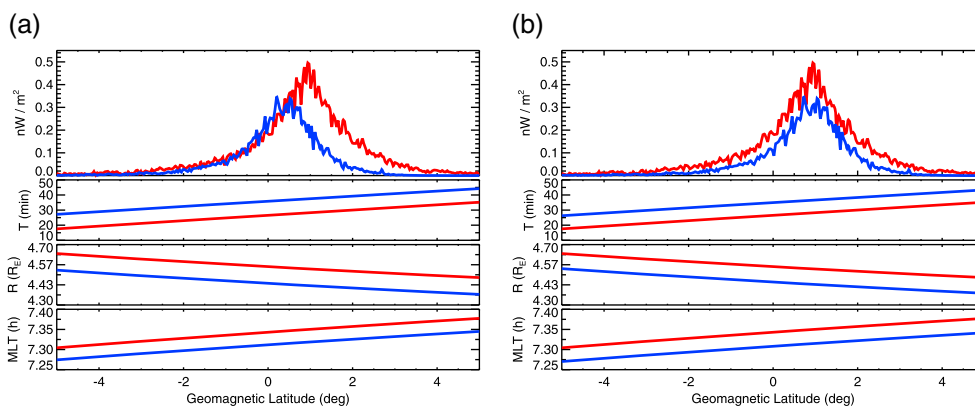 (a)
(b)
0.5
0.4
0.3
0.2
0.1
0.0
nW / m²
50
40
30
20
10
T (min)
4.70
4.57
4.43
4.30
R (R_E)
7.40
7.35
7.30
7.25
MLT (h)
-4 -2 0 2 4
Geomagnetic Latitude (deg)
0.5
0.4
0.3
0.2
0.1
0.0
nW / m²
50
40
30
20
10
T (min)
4.70
4.57
4.43
4.30
R (R_E)
7.40
7.35
7.30
7.25
MLT (h)
-4 -2 0 2 4
Geomagnetic Latitude (deg)